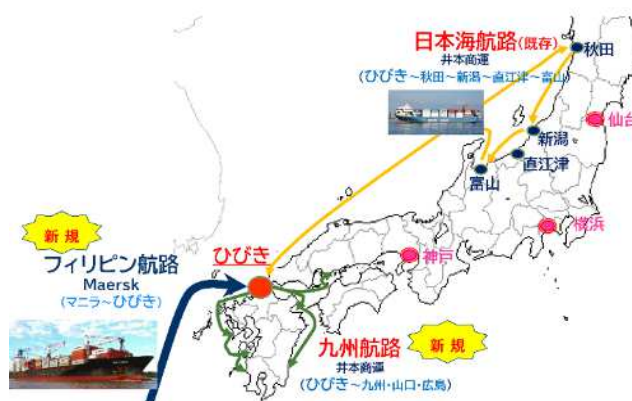 日本海航路(既存)
井本商運
(ひびき～秋田～新潟～直江津～富山)
秋田
仙台
新潟
直江津
富山
横浜
神戸
新規
フィリピン航路
Maersk
(マニラ～ひびき)
ひびき
九州航路
井本商運
(ひびき～九州・山口・広島)
新規